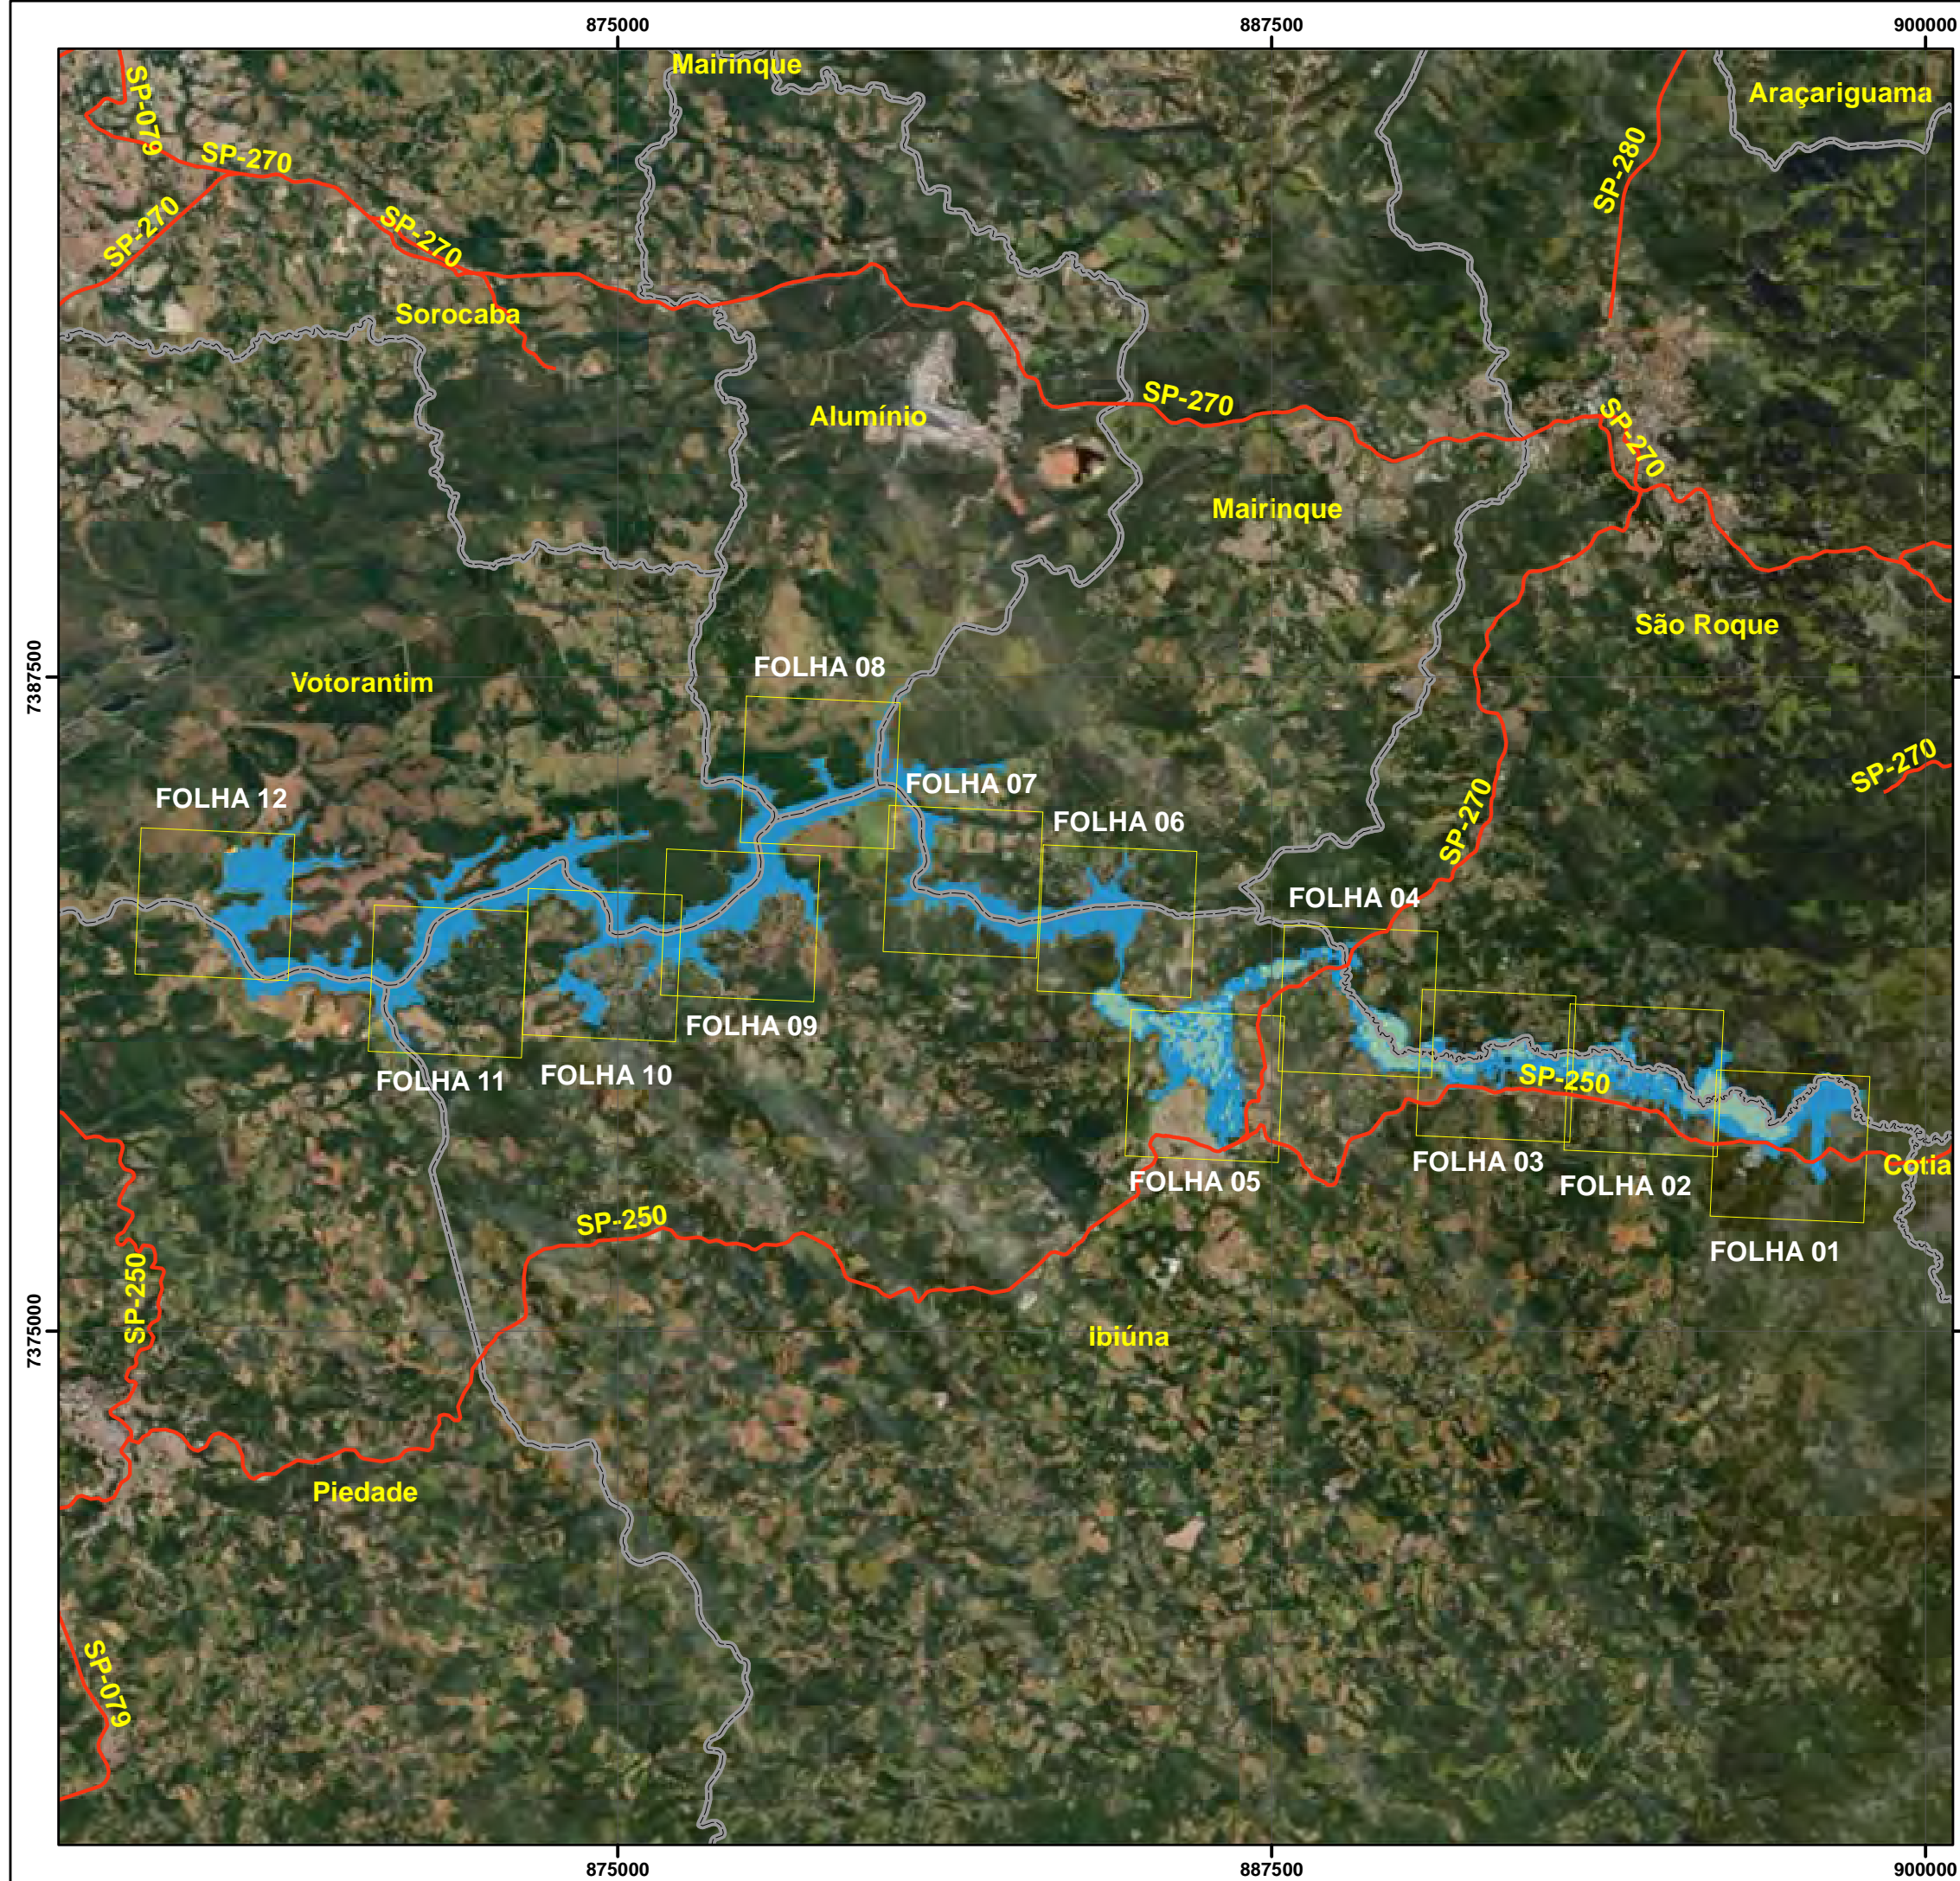 875000
887500
900000
Mairinque
Araçariguama
SP-079
SP-270
SP-280
SP-270
SP-270
Sorocaba
SP-270
Alumínio
SP-270
Mairinque
São Roque
7387500
FOLHA 08
Votorantim
SP-270
FOLHA 07
FOLHA 12
FOLHA 06
SP-270
FOLHA 04
FOLHA 09
FOLHA 11
FOLHA 10
SP-250
FOLHA 03
Cotia
FOLHA 05
FOLHA 02
SP-250
FOLHA 01
SP-250
7375000
Ibiúna
Piedade
SP-079
875000
887500
900000